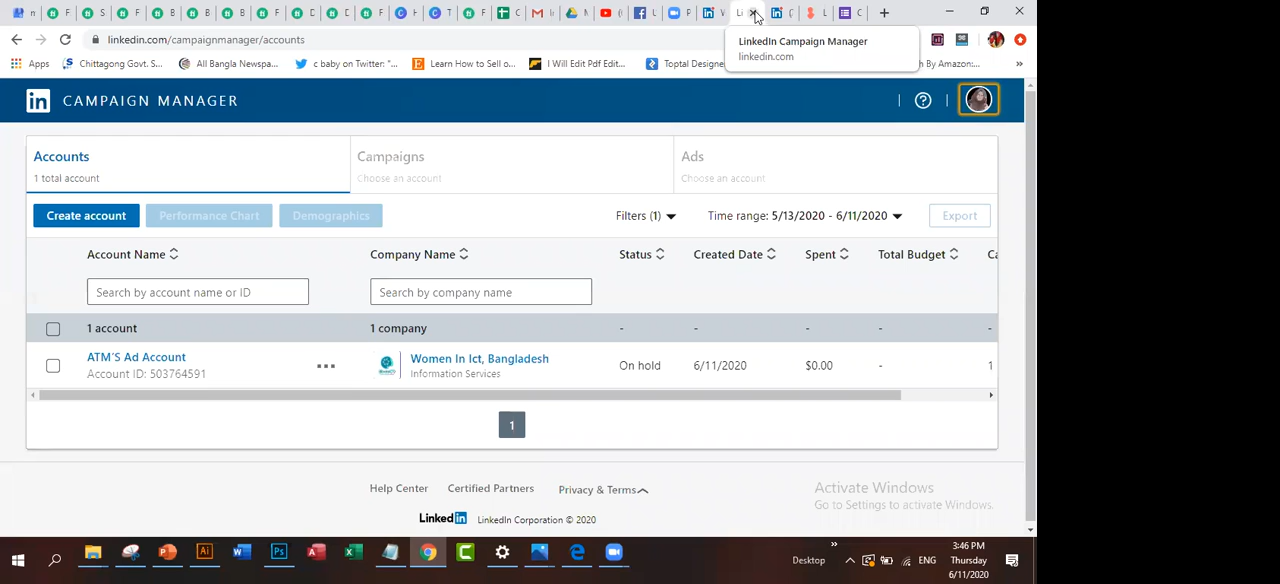 F
S
F
B
B
B
B
F
D
D
F
C
T
F
C
M
U
P
L
C
linkedin.com/campaignmanager/accounts
LinkedIn Campaign Manager
linkedin.com
Apps
Chittagong Govt. S...
All Bangla Newspa...
c baby on Twitter: "...
Learn How to Sell o...
I Will Edit Pdf Edit...
Toptal Designe
h By Amazon:...
»
in CAMPAIGN MANAGER
Accounts
1 total account
Campaigns
Choose an account
Ads
Choose an account
Create account
Performance Chart
Demographics
Filters (1)
Time range: 5/13/2020 - 6/11/2020
Export
Account Name
Company Name
Status
Created Date
Spent
Total Budget
Ca
Search by account name or ID
Search by company name
1 account
1 company
-
-
-
-
-
ATM'S Ad Account
Account ID: 503764591
Women In Ict, Bangladesh
Information Services
On hold
6/11/2020
$0.00
-
1
1
Help Center
Certified Partners
Privacy & Terms
LinkedIn LinkedIn Corporation © 2020
Activate Windows
Go to Settings to activate Windows.
Desktop
»
ENG
3:46 PM
Thursday
6/11/2020